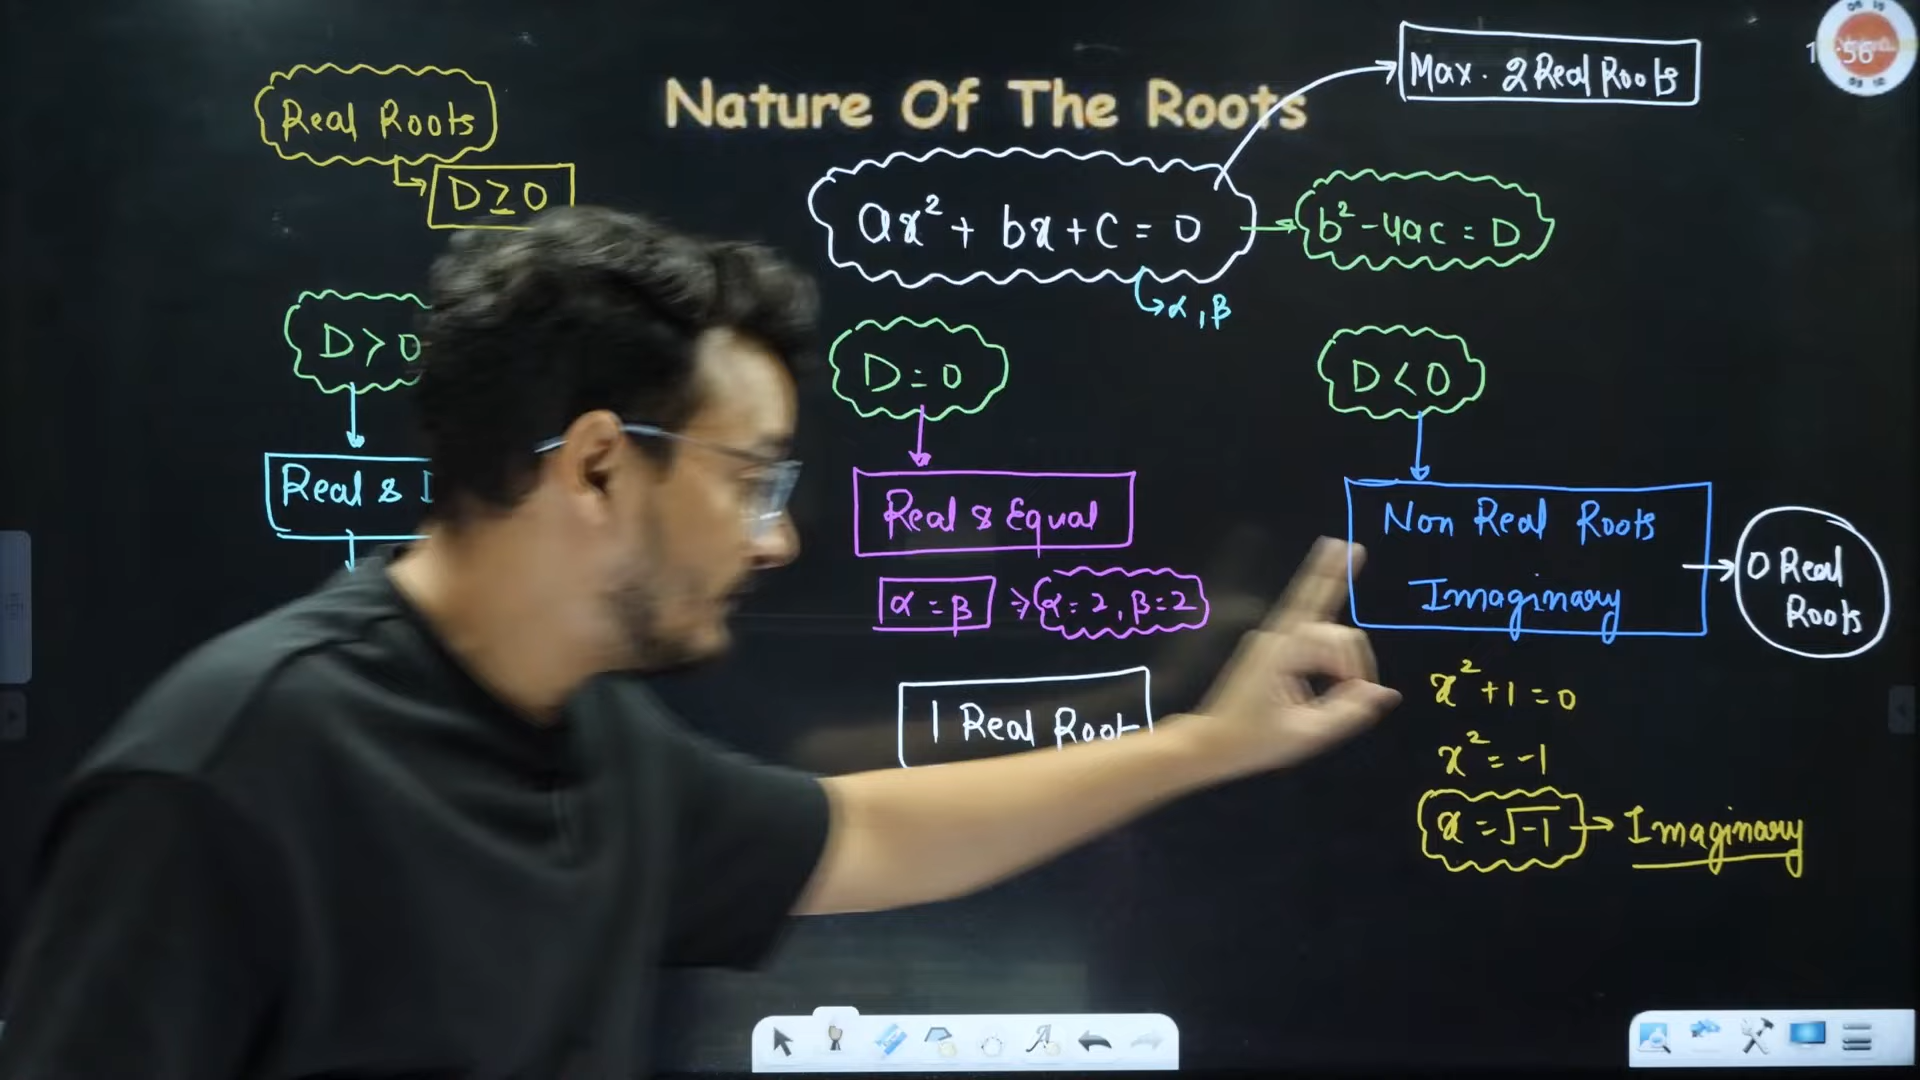 Max. 2 Real Roots
Nature Of The Roots
Real Roots
D ≥ 0
ax² + bx + c = 0
b² - 4ac = D
α, β
D > 0
D = 0
D < 0
Real &
Real & Equal
Non Real Roots
Imaginary
0 Real
Roots
α = β ⇒ α = 2, β = 2
1 Real Root
x² + 1 = 0
x² = -1
x = √-1 → Imaginary